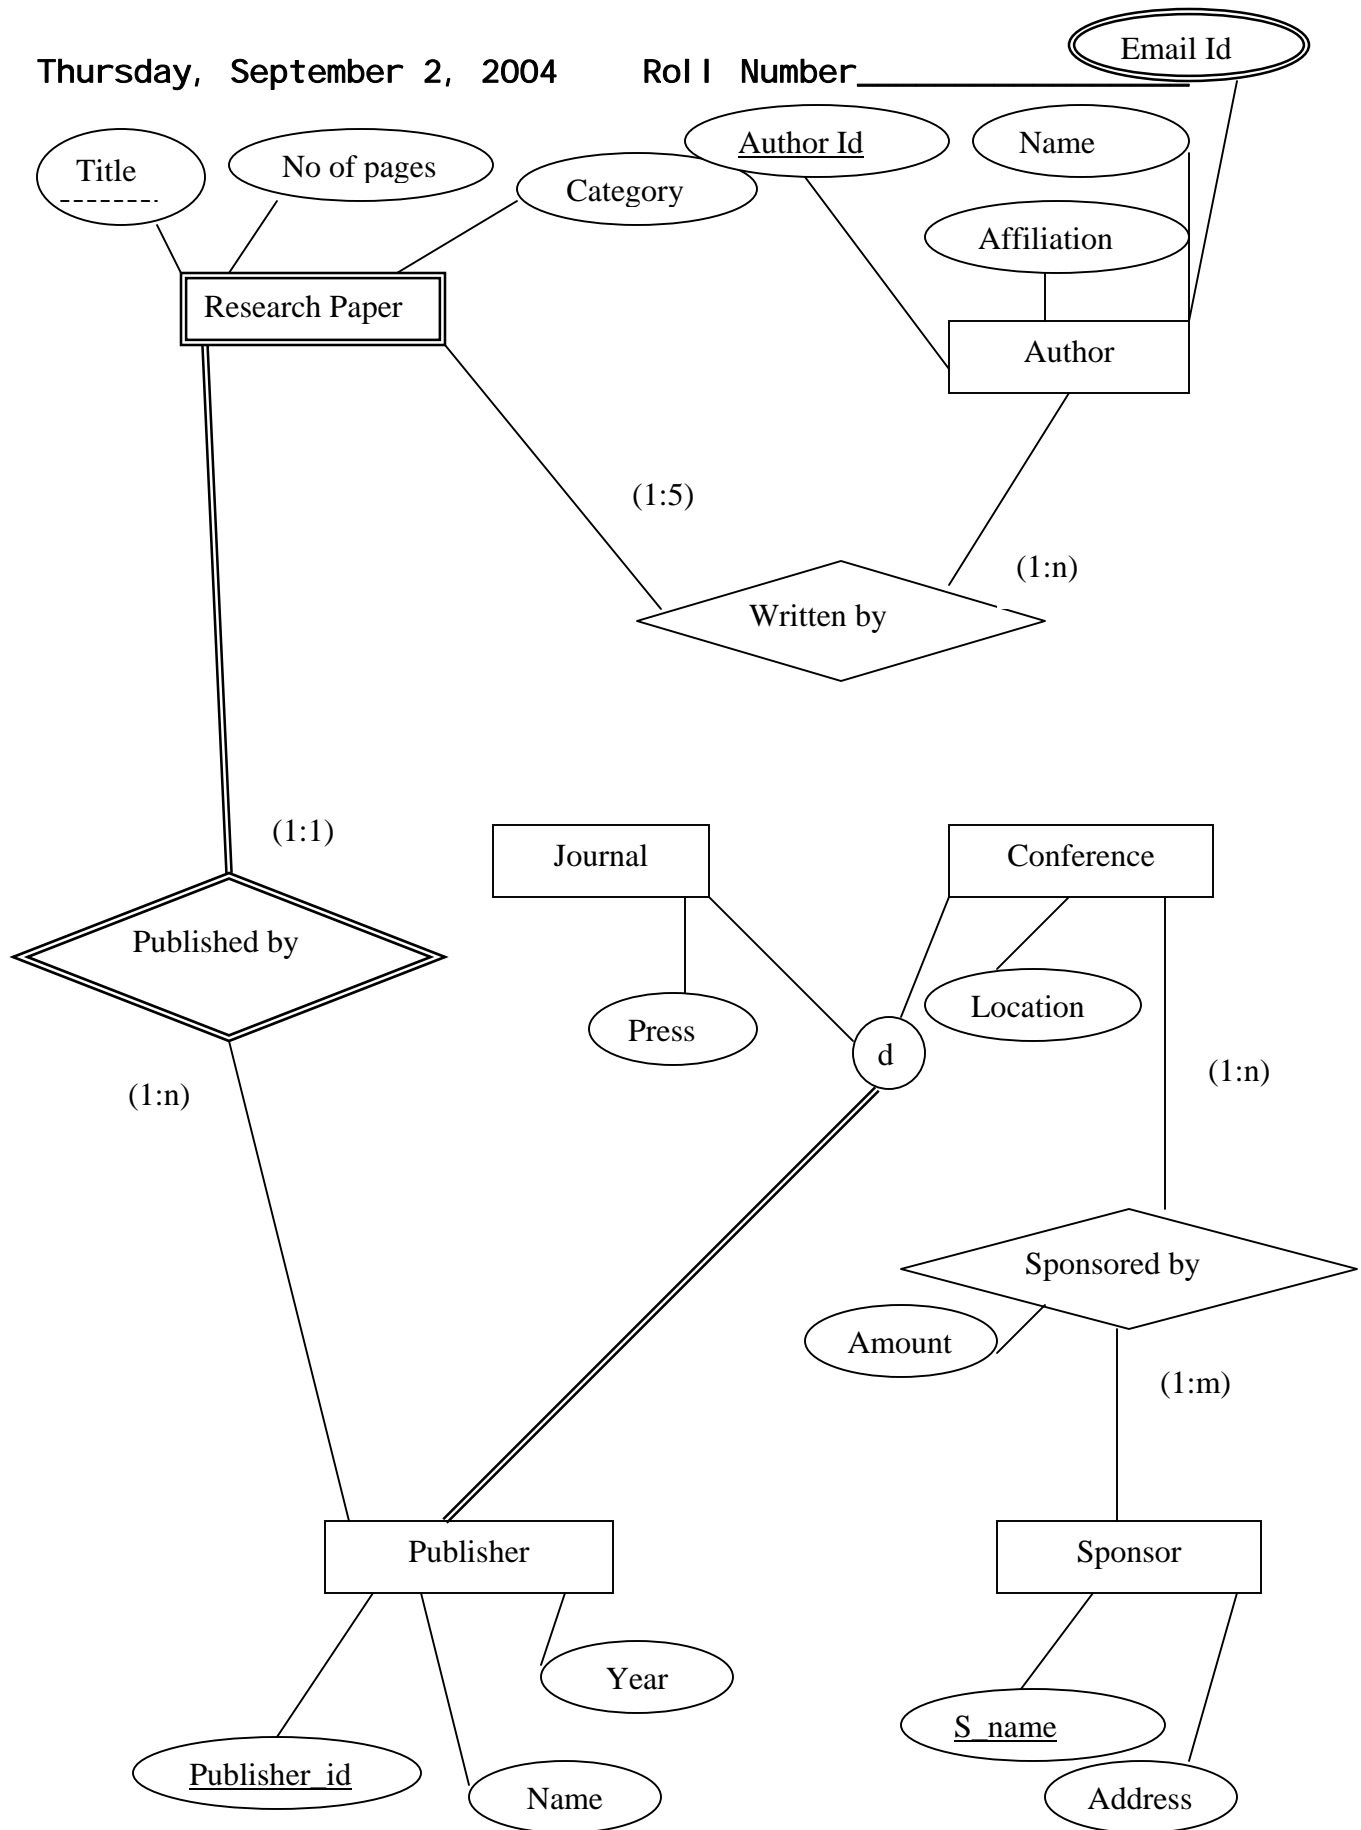 Email Id
Thursday, September 2, 2004 Roll Number
Title
No of pages
Category
Author Id
Name
Affiliation
Research Paper
Author
(1:5)
(1:n)
Written by
(1:1)
Journal
Conference
Published by
Press
Location
d
(1:n)
(1:n)
Sponsored by
Amount
(1:m)
Publisher
Sponsor
Year
S_name
Publisher_id
Name
Address